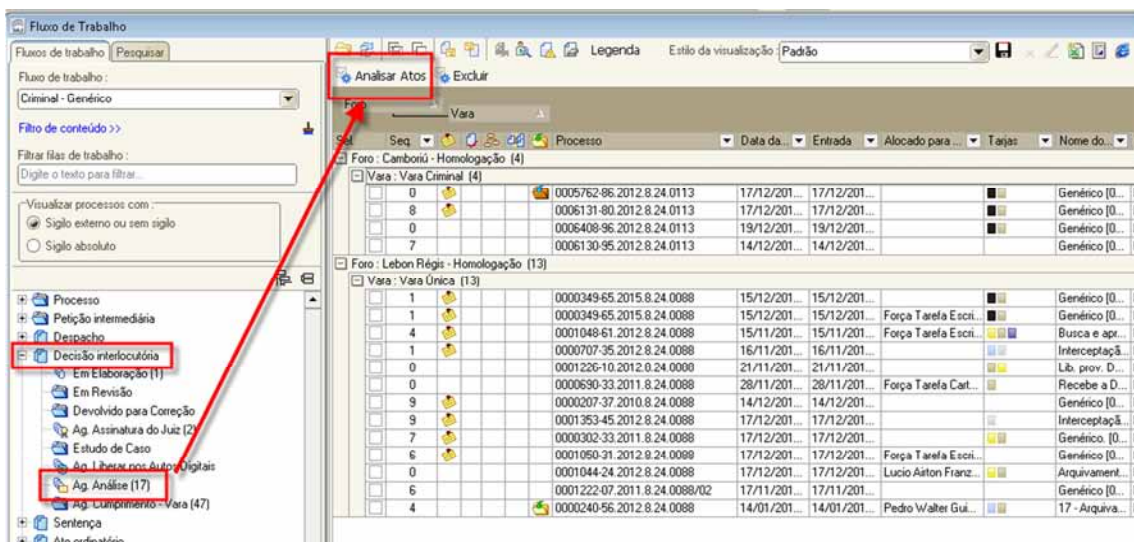 Fluxo de Trabalho
Fluxos de trabalho Pesquisar
Fluxo de trabalho :
Criminal - Genérico
Filtro de conteúdo >>
Filtrar filas de trabalho :
Digite o texto para filtrar...
Visualizar processos com :
Sigilo externo ou sem sigilo
Sigilo absoluto
Processo
Petição intermediária
Despacho
Decisão interlocutória
Em Elaboração (1)
Em Revisão
Devolvido para Correção
Ag. Assinatura do Juiz (2)
Estudo de Caso
Ag. Liberar nos Autos Digitais
Ag. Análise (17)
Ag. Cumprimento - Vara (47)
Sentença
Ato ordinatório
Legenda Estilo da visualização : Padrão
Analisar Atos Excluir
Foro
Vara
Sel. Seq. Processo Data da... Entrada Alocado para ... Tarjas Nome do...
Foro : Camboriú - Homologação (4)
Vara : Vara Criminal (4)
0 0005762-86.2012.8.24.0113 17/12/201... 17/12/201... Genérico [0...
8 0006131-80.2012.8.24.0113 17/12/201... 17/12/201... Genérico [0...
0 0006408-96.2012.8.24.0113 19/12/201... 19/12/201... Genérico [0...
7 0006130-95.2012.8.24.0113 14/12/201... 14/12/201... Genérico [0...
Foro : Lebon Régis - Homologação (13)
Vara : Vara Única (13)
1 0000349-65.2015.8.24.0088 15/12/201... 15/12/201... Genérico [0...
1 0000349-65.2015.8.24.0088 15/12/201... 15/12/201... Força Tarefa Escri... Genérico [0...
4 0001048-61.2012.8.24.0088 15/11/201... 15/11/201... Força Tarefa Escri... Busca e apr...
1 0000707-35.2012.8.24.0088 16/11/201... 16/11/201... Interceptaçã...
0 0001226-10.2012.8.24.0088 21/11/201... 21/11/201... Lib. prov. D...
0 0000690-33.2011.8.24.0088 28/11/201... 28/11/201... Força Tarefa Cart... Recebe a D...
9 0000207-37.2010.8.24.0088 14/12/201... 14/12/201... Genérico [0...
9 0001353-45.2012.8.24.0088 17/12/201... 17/12/201... Interceptaçã...
7 0000302-33.2011.8.24.0088 17/12/201... 17/12/201... Genérico. [0...
6 0001050-31.2012.8.24.0088 17/12/201... 17/12/201... Força Tarefa Escri... Genérico [0...
0 0001044-24.2012.8.24.0088 17/12/201... 17/12/201... Lucio Airton Franz... Arquivament...
6 0001222-07.2011.8.24.0088/02 17/11/201... 17/11/201... Genérico [0...
4 0000240-56.2012.8.24.0088 14/01/201... 14/01/201... Pedro Walter Gui... 17 - Arquiva...